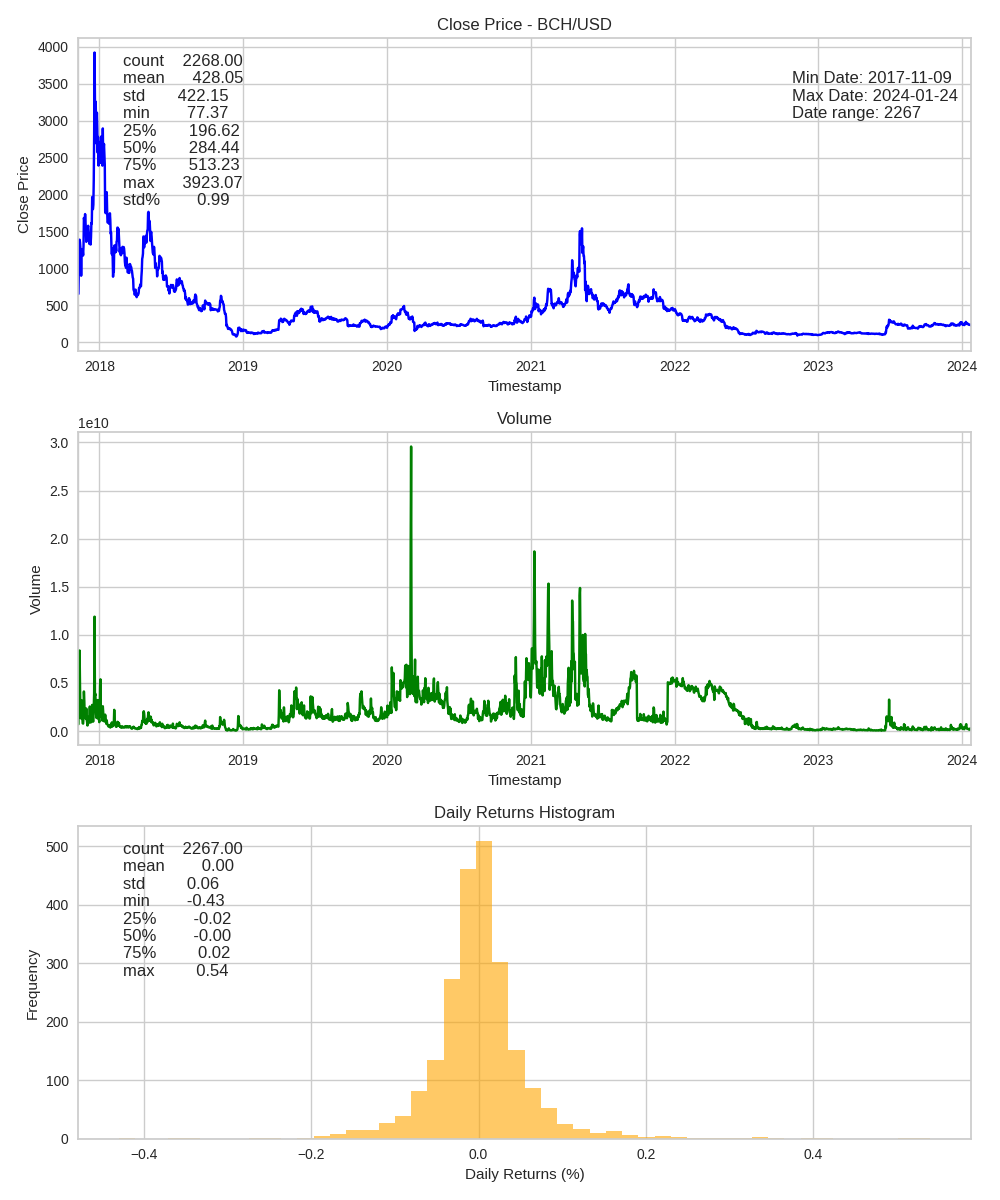 Close Price - BCH/USD
4000
3500
3000
2500
2000
1500
1000
500
0
Close Price
count 2268.00
mean 428.05
std 422.15
min 77.37
25% 196.62
50% 284.44
75% 513.23
max 3923.07
std% 0.99
Min Date: 2017-11-09
Max Date: 2024-01-24
Date range: 2267
2018 2019 2020 2021 2022 2023 2024
Timestamp
Volume
1e10
3.0
2.5
2.0
1.5
1.0
0.5
0.0
Volume
2018 2019 2020 2021 2022 2023 2024
Timestamp
Daily Returns Histogram
500
400
300
200
100
0
Frequency
count 2267.00
mean 0.00
std 0.06
min -0.43
25% -0.02
50% -0.00
75% 0.02
max 0.54
−0.4 −0.2 0.0 0.2 0.4
Daily Returns (%)